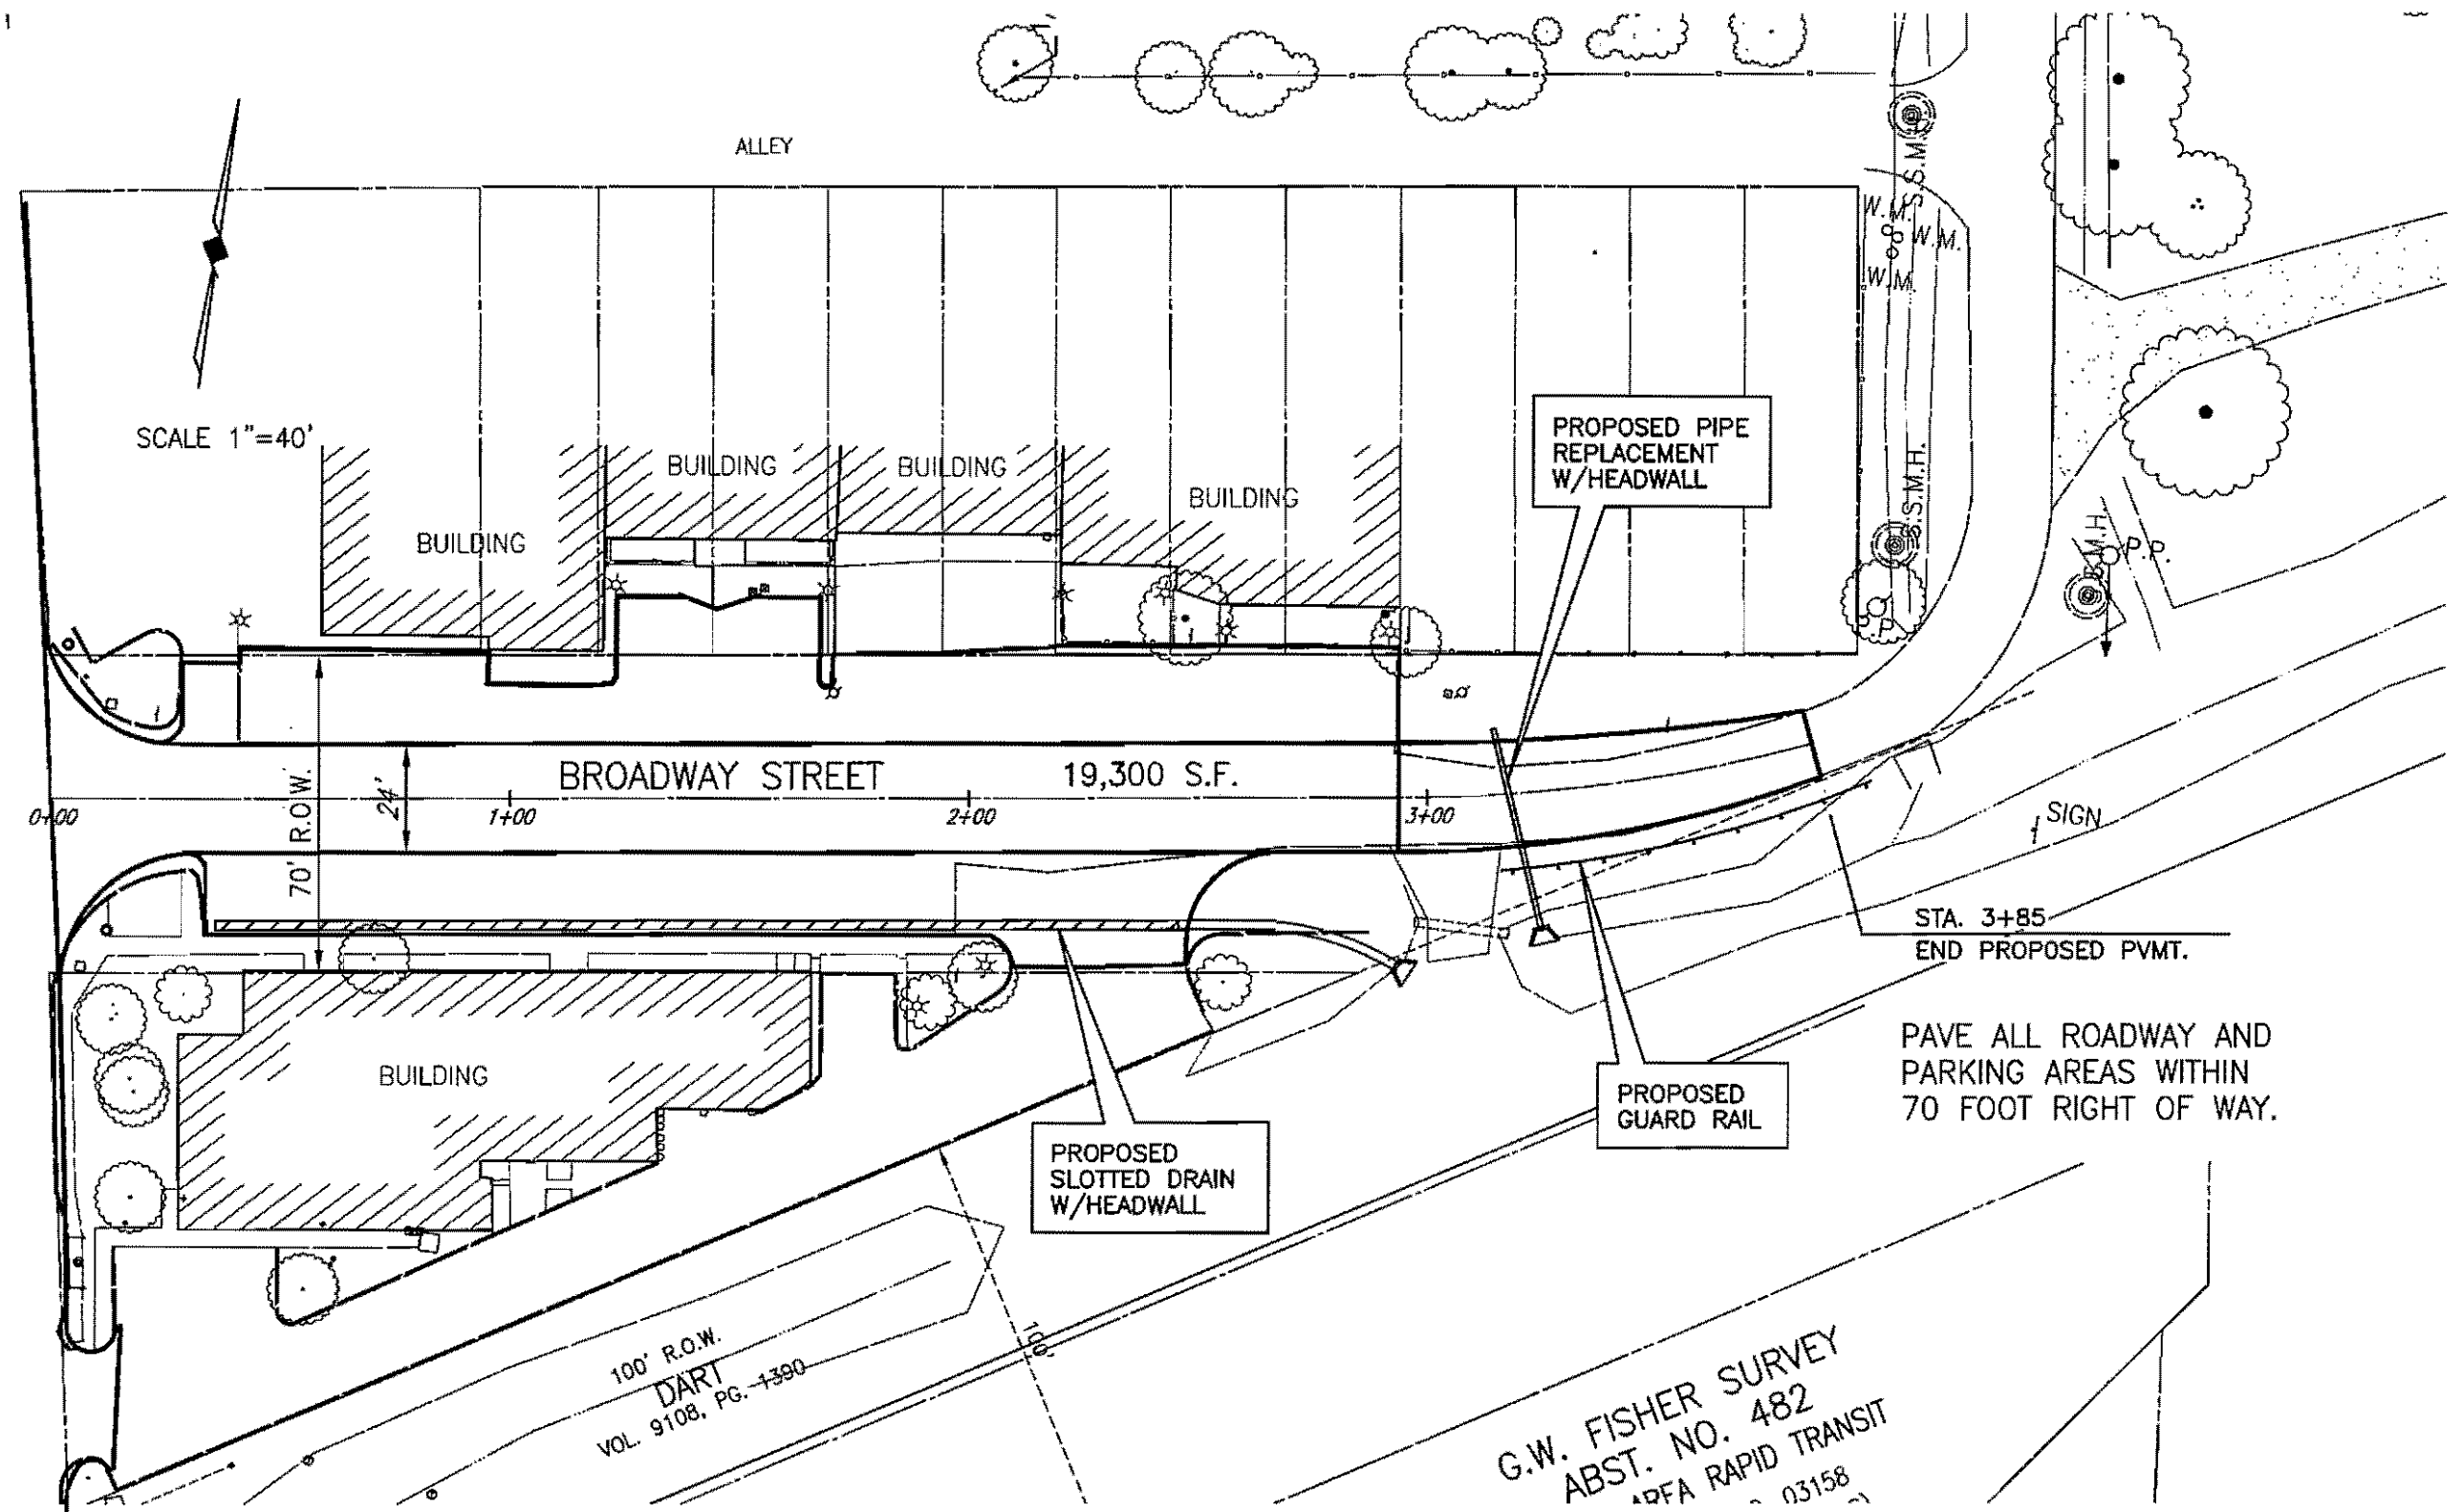 ALLEY
S.S.M.H.
W.M.
W.M.
W.M.
SCALE 1"=40'
PROPOSED PIPE
REPLACEMENT
W/HEADWALL
BUILDING
BUILDING
BUILDING
BUILDING
S.S.M.H.
M.H.
P.P.
P.P.
BROADWAY STREET
19,300 S.F.
24'
70' R.O.W.
0+00
1+00
2+00
3+00
SIGN
STA. 3+85
END PROPOSED PVMT.
PAVE ALL ROADWAY AND
PARKING AREAS WITHIN
70 FOOT RIGHT OF WAY.
BUILDING
PROPOSED
GUARD RAIL
PROPOSED
SLOTTED DRAIN
W/HEADWALL
100' R.O.W.
DART
VOL. 9108, PG. 1390
100'
G.W. FISHER SURVEY
ABST. NO. 482
AREA RAPID TRANSIT
03158